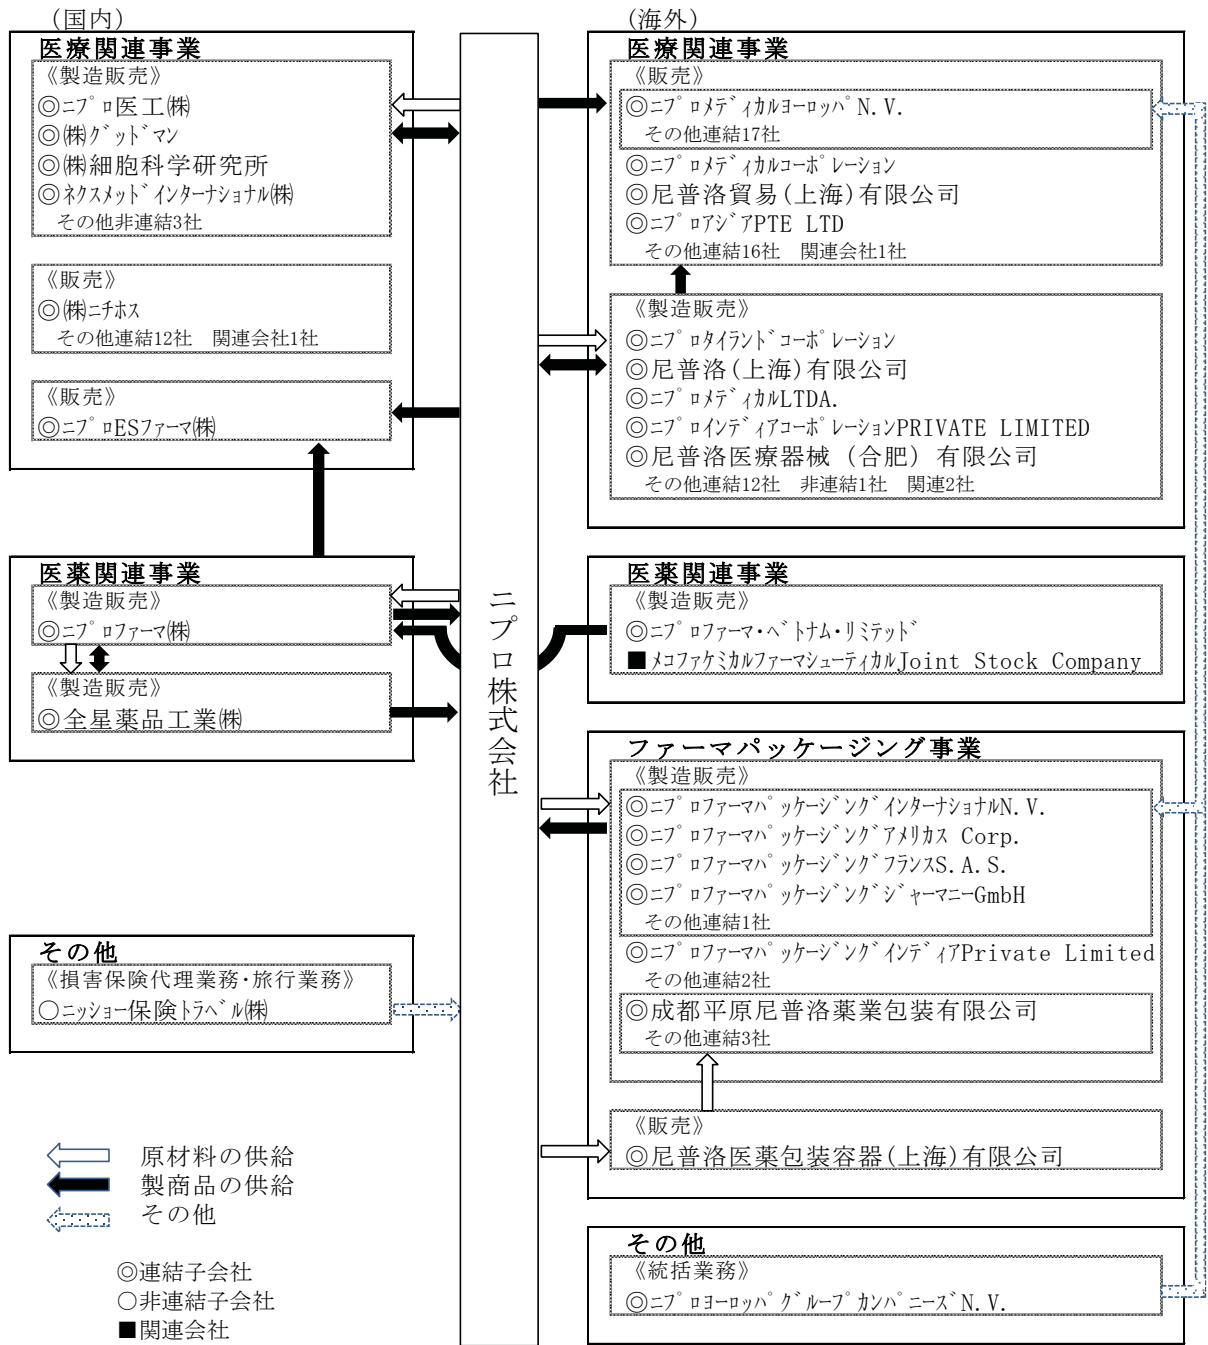 (国内)
医療関連事業
《製造販売》
◎ﾆﾌﾟﾛ医工㈱
◎㈱ｸﾞｯﾄﾞﾏﾝ
◎㈱細胞科学研究所
◎ﾈｸｽﾒｯﾄﾞｲﾝﾀｰﾅｼｮﾅﾙ㈱
その他非連結3社
《販売》
◎㈱ﾆﾁﾎｽ
その他連結12社　関連会社1社
《販売》
◎ﾆﾌﾟﾛESﾌｧｰﾏ㈱
医薬関連事業
《製造販売》
◎ﾆﾌﾟﾛﾌｧｰﾏ㈱
《製造販売》
◎全星薬品工業㈱
その他
《損害保険代理業務･旅行業務》
○ﾆｯｼｮｰ保険ﾄﾗﾍﾞﾙ㈱
原材料の供給
製商品の供給
その他
◎連結子会社
○非連結子会社
■関連会社
ニプロ株式会社
(海外)
医療関連事業
《販売》
◎ﾆﾌﾟﾛﾒﾃﾞｨｶﾙﾖｰﾛｯﾊﾟN.V.
その他連結17社
◎ﾆﾌﾟﾛﾒﾃﾞｨｶﾙｺｰﾎﾟﾚｰｼｮﾝ
◎尼普洛貿易(上海)有限公司
◎ﾆﾌﾟﾛｱｼﾞｱPTE LTD
その他連結16社　関連会社1社
《製造販売》
◎ﾆﾌﾟﾛﾀｲﾗﾝﾄﾞｺｰﾎﾟﾚｰｼｮﾝ
◎尼普洛(上海)有限公司
◎ﾆﾌﾟﾛﾒﾃﾞｨｶﾙLTDA.
◎ﾆﾌﾟﾛｲﾝﾃﾞｨｱｺｰﾎﾟﾚｰｼｮﾝPRIVATE LIMITED
◎尼普洛医療器械（合肥）有限公司
その他連結12社　非連結1社　関連2社
医薬関連事業
《製造販売》
◎ﾆﾌﾟﾛﾌｧｰﾏ･ﾍﾞﾄﾅﾑ･ﾘﾐﾃｯﾄﾞ
■ﾒｺﾌｧｹﾐｶﾙﾌｧｰﾏｼｭｰﾃｨｶﾙJoint Stock Company
ファーマパッケージング事業
《製造販売》
◎ﾆﾌﾟﾛﾌｧｰﾏﾊﾟｯｹｰｼﾞﾝｸﾞｲﾝﾀｰﾅｼｮﾅﾙN.V.
◎ﾆﾌﾟﾛﾌｧｰﾏﾊﾟｯｹｰｼﾞﾝｸﾞｱﾒﾘｶｽ Corp.
◎ﾆﾌﾟﾛﾌｧｰﾏﾊﾟｯｹｰｼﾞﾝｸﾞﾌﾗﾝｽS.A.S.
◎ﾆﾌﾟﾛﾌｧｰﾏﾊﾟｯｹｰｼﾞﾝｸﾞｼﾞｬｰﾏﾆｰGmbH
その他連結1社
◎ﾆﾌﾟﾛﾌｧｰﾏﾊﾟｯｹｰｼﾞﾝｸﾞｲﾝﾃﾞｨｱPrivate Limited
その他連結2社
◎成都平原尼普洛薬業包装有限公司
その他連結3社
《販売》
◎尼普洛医薬包装容器(上海)有限公司
その他
《統括業務》
◎ﾆﾌﾟﾛﾖｰﾛｯﾊﾟｸﾞﾙｰﾌﾟｶﾝﾊﾟﾆｰｽﾞN.V.